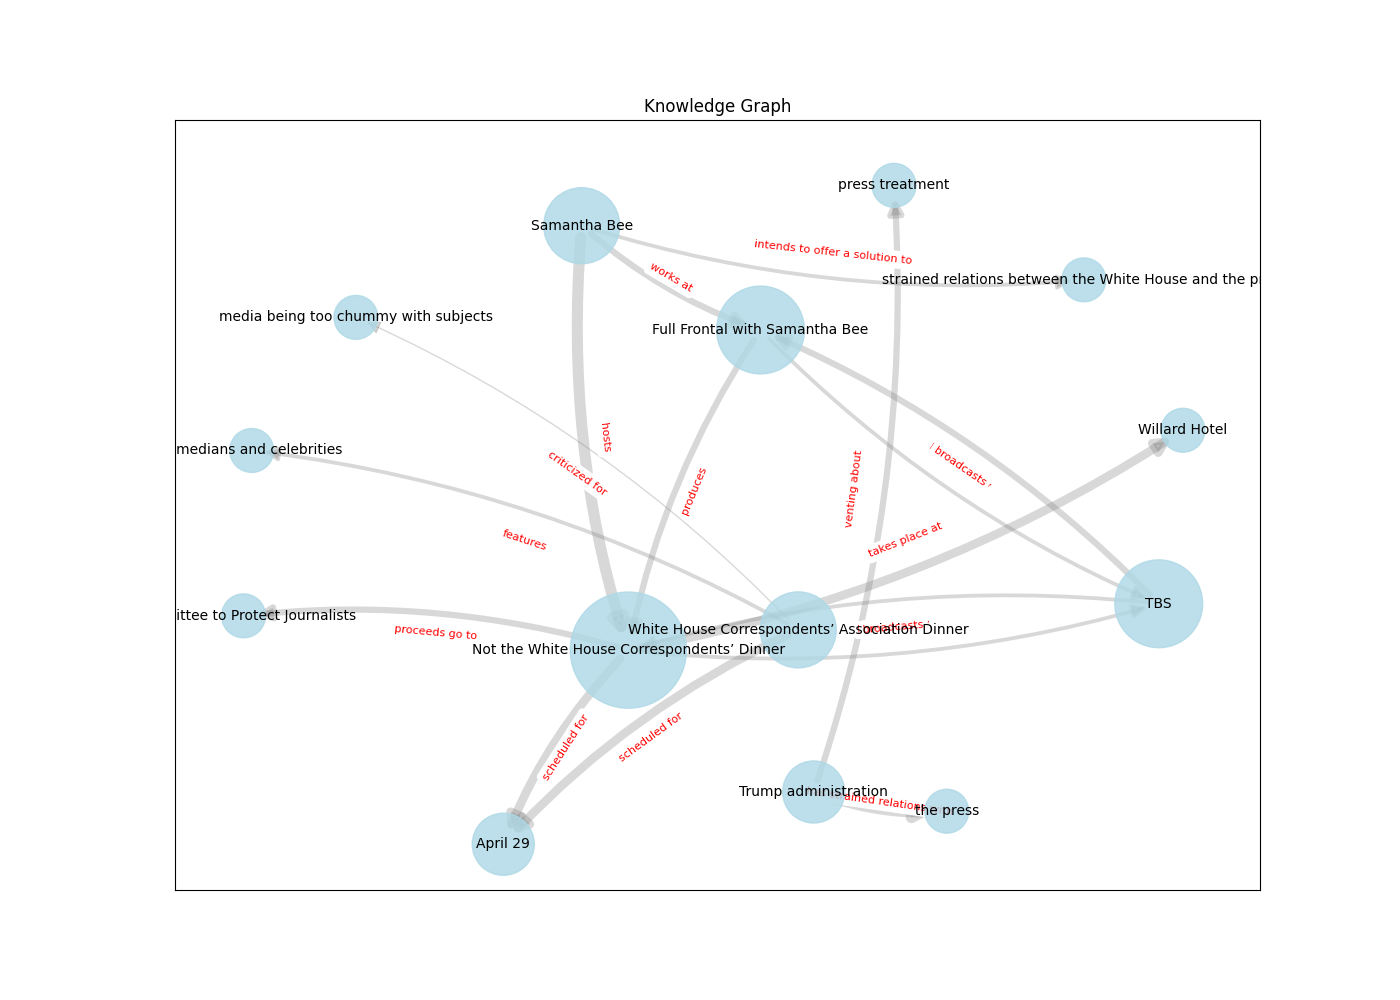 Knowledge Graph
press treatment
Samantha Bee
intends to offer a solution to
works at
strained relations between the White House and the
media being too chummy with subjects
Full Frontal with Samantha Bee
Willard Hotel
hosts
medians and celebrities
broadcasts
criticized for
produces
venting about
takes place at
features
TBS
ittee to Protect Journalists
proceeds go to
White House Correspondents’ Association Dinner
broadcasts
Not the White House Correspondents’ Dinner
scheduled for
scheduled for
Trump administration
ained relation
the press
April 29